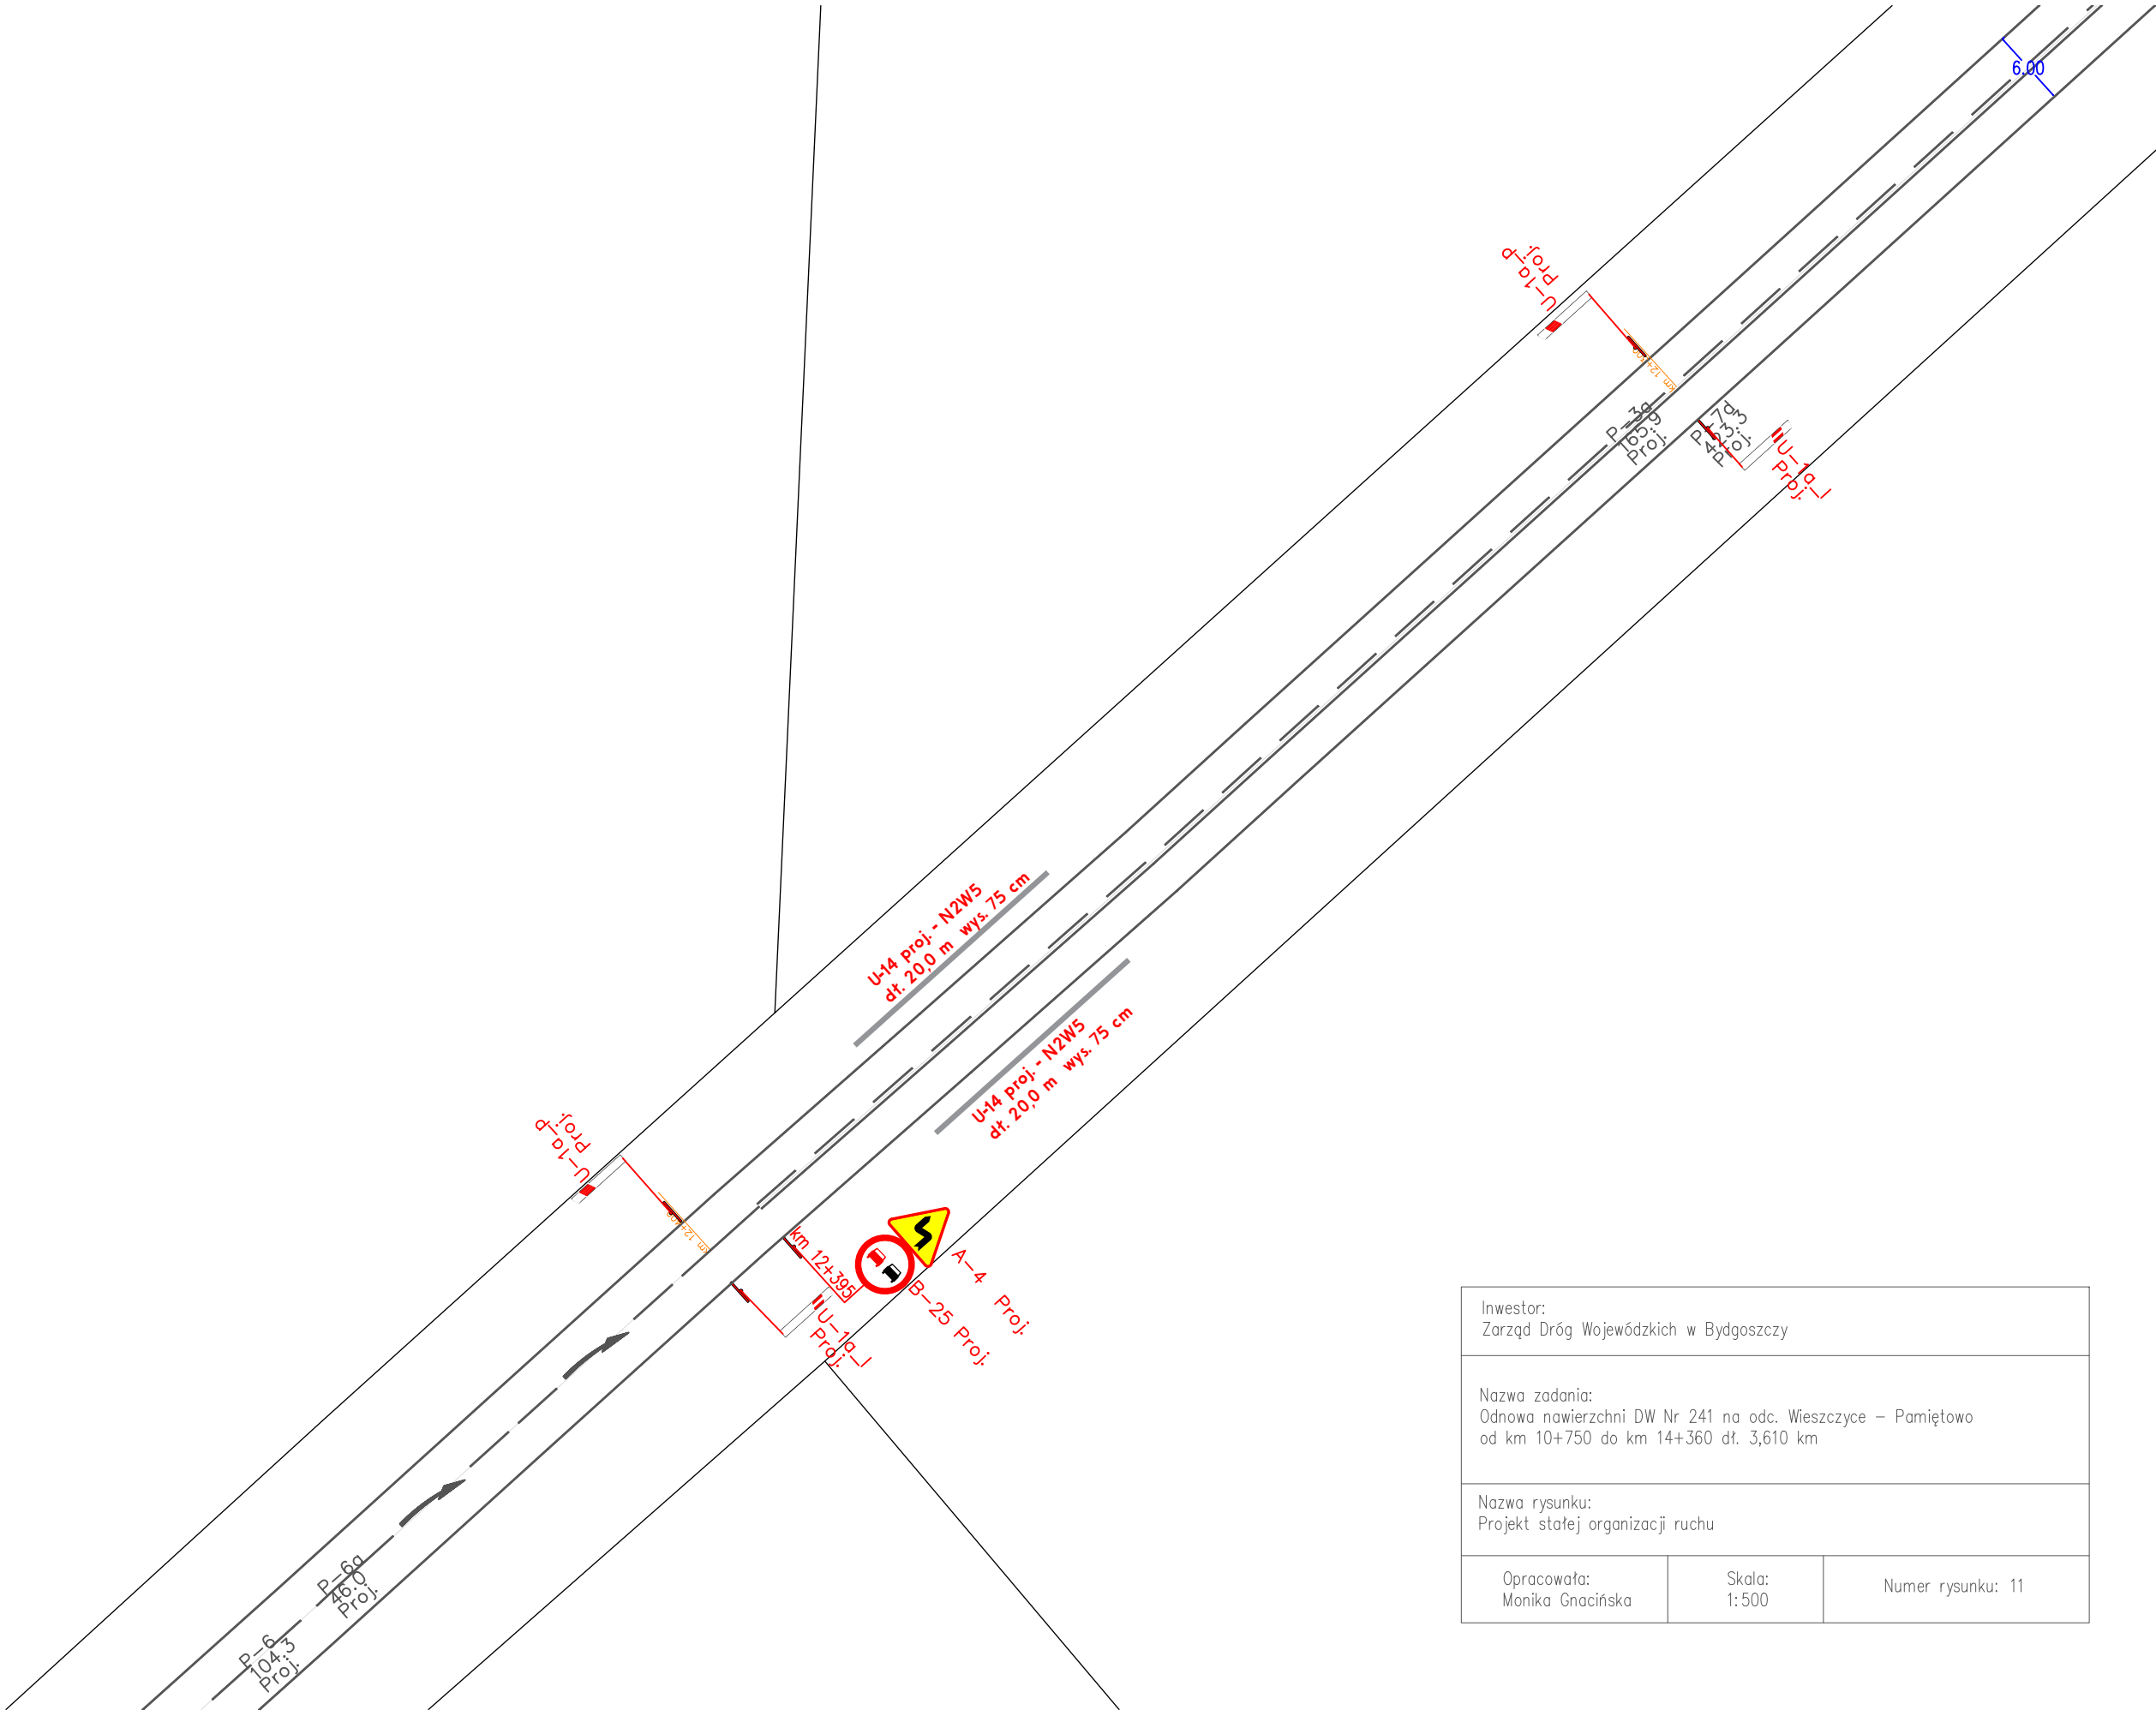 6.00
U-1a_p
Proj.
P-3a
165.9
Proj.
P-7d
423.3
Proj.
U-1a_l
Proj.
U-14 proj. - N2W5
dł. 20,0 m wys. 75 cm
U-14 proj. - N2W5
dł. 20,0 m wys. 75 cm
U-1a_p
Proj.
km 12+395
A-4 Proj.
B-25 Proj.
U-1a_l
Proj.
P-6a
46.0
Proj.
P-6
104.3
Proj.
Inwestor:
Zarząd Dróg Wojewódzkich w Bydgoszczy
Nazwa zadania:
Odnowa nawierzchni DW Nr 241 na odc. Wieszczyce – Pamiętowo
od km 10+750 do km 14+360 dł. 3,610 km
Nazwa rysunku:
Projekt stałej organizacji ruchu
Opracowała:
Monika Gnacińska
Skala:
1:500
Numer rysunku: 11